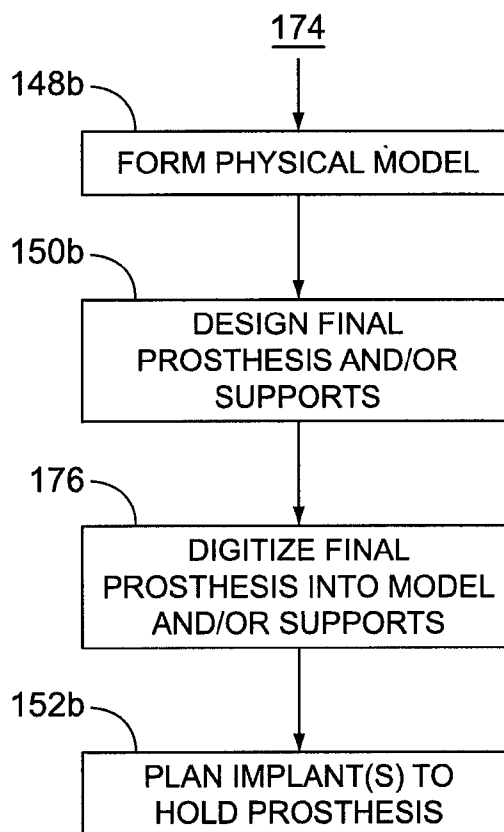 174
148b
FORM PHYSICAL MODEL
150b
DESIGN FINAL
PROSTHESIS AND/OR
SUPPORTS
176
DIGITIZE FINAL
PROSTHESIS INTO MODEL
AND/OR SUPPORTS
152b
PLAN IMPLANT(S) TO
HOLD PROSTHESIS